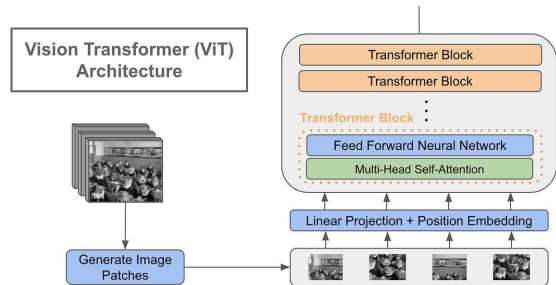 Vision Transformer (ViT)
Architecture
Transformer Block
Transformer Block
Transformer Block
Feed Forward Neural Network
Multi-Head Self-Attention
Linear Projection + Position Embedding
Generate Image
Patches